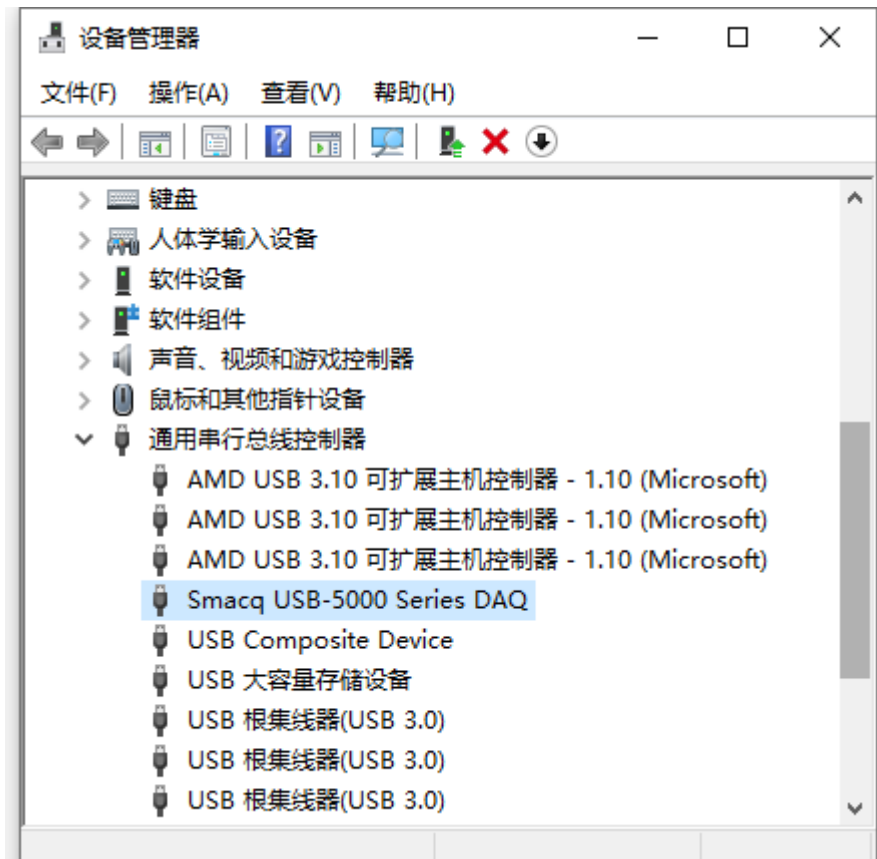 设备管理器
文件(F) 操作(A) 查看(V) 帮助(H)
键盘
人体学输入设备
软件设备
软件组件
声音、视频和游戏控制器
鼠标和其他指针设备
通用串行总线控制器
AMD USB 3.10 可扩展主机控制器 - 1.10 (Microsoft)
AMD USB 3.10 可扩展主机控制器 - 1.10 (Microsoft)
AMD USB 3.10 可扩展主机控制器 - 1.10 (Microsoft)
Smacq USB-5000 Series DAQ
USB Composite Device
USB 大容量存储设备
USB 根集线器(USB 3.0)
USB 根集线器(USB 3.0)
USB 根集线器(USB 3.0)